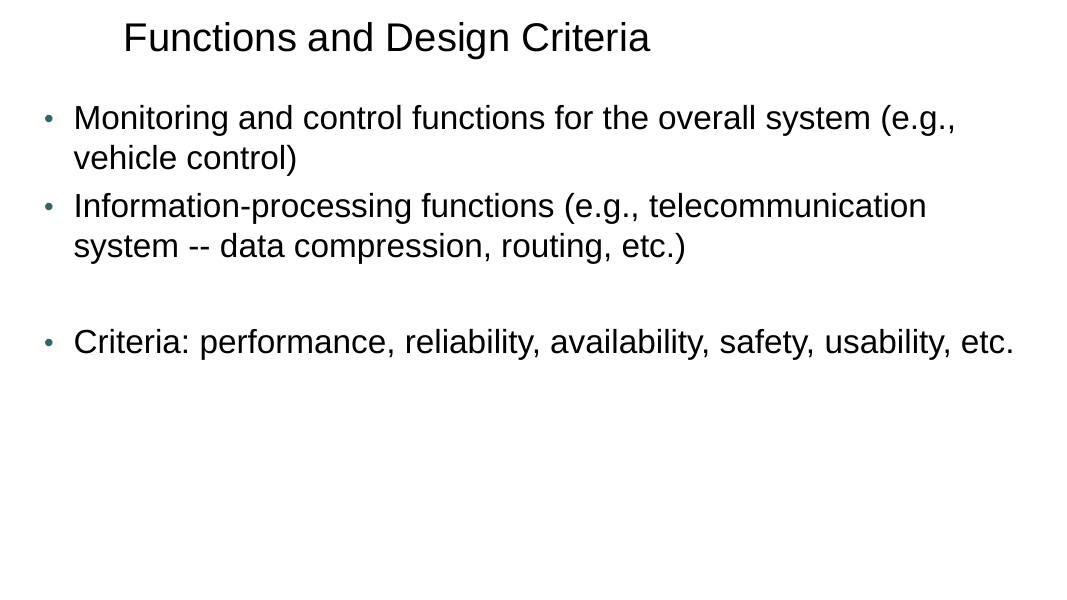 Functions and Design Criteria
• Monitoring and control functions for the overall system (e.g.,
vehicle control)
• Information-processing functions (e.g., telecommunication
system -- data compression, routing, etc.)
• Criteria: performance, reliability, availability, safety, usability, etc.